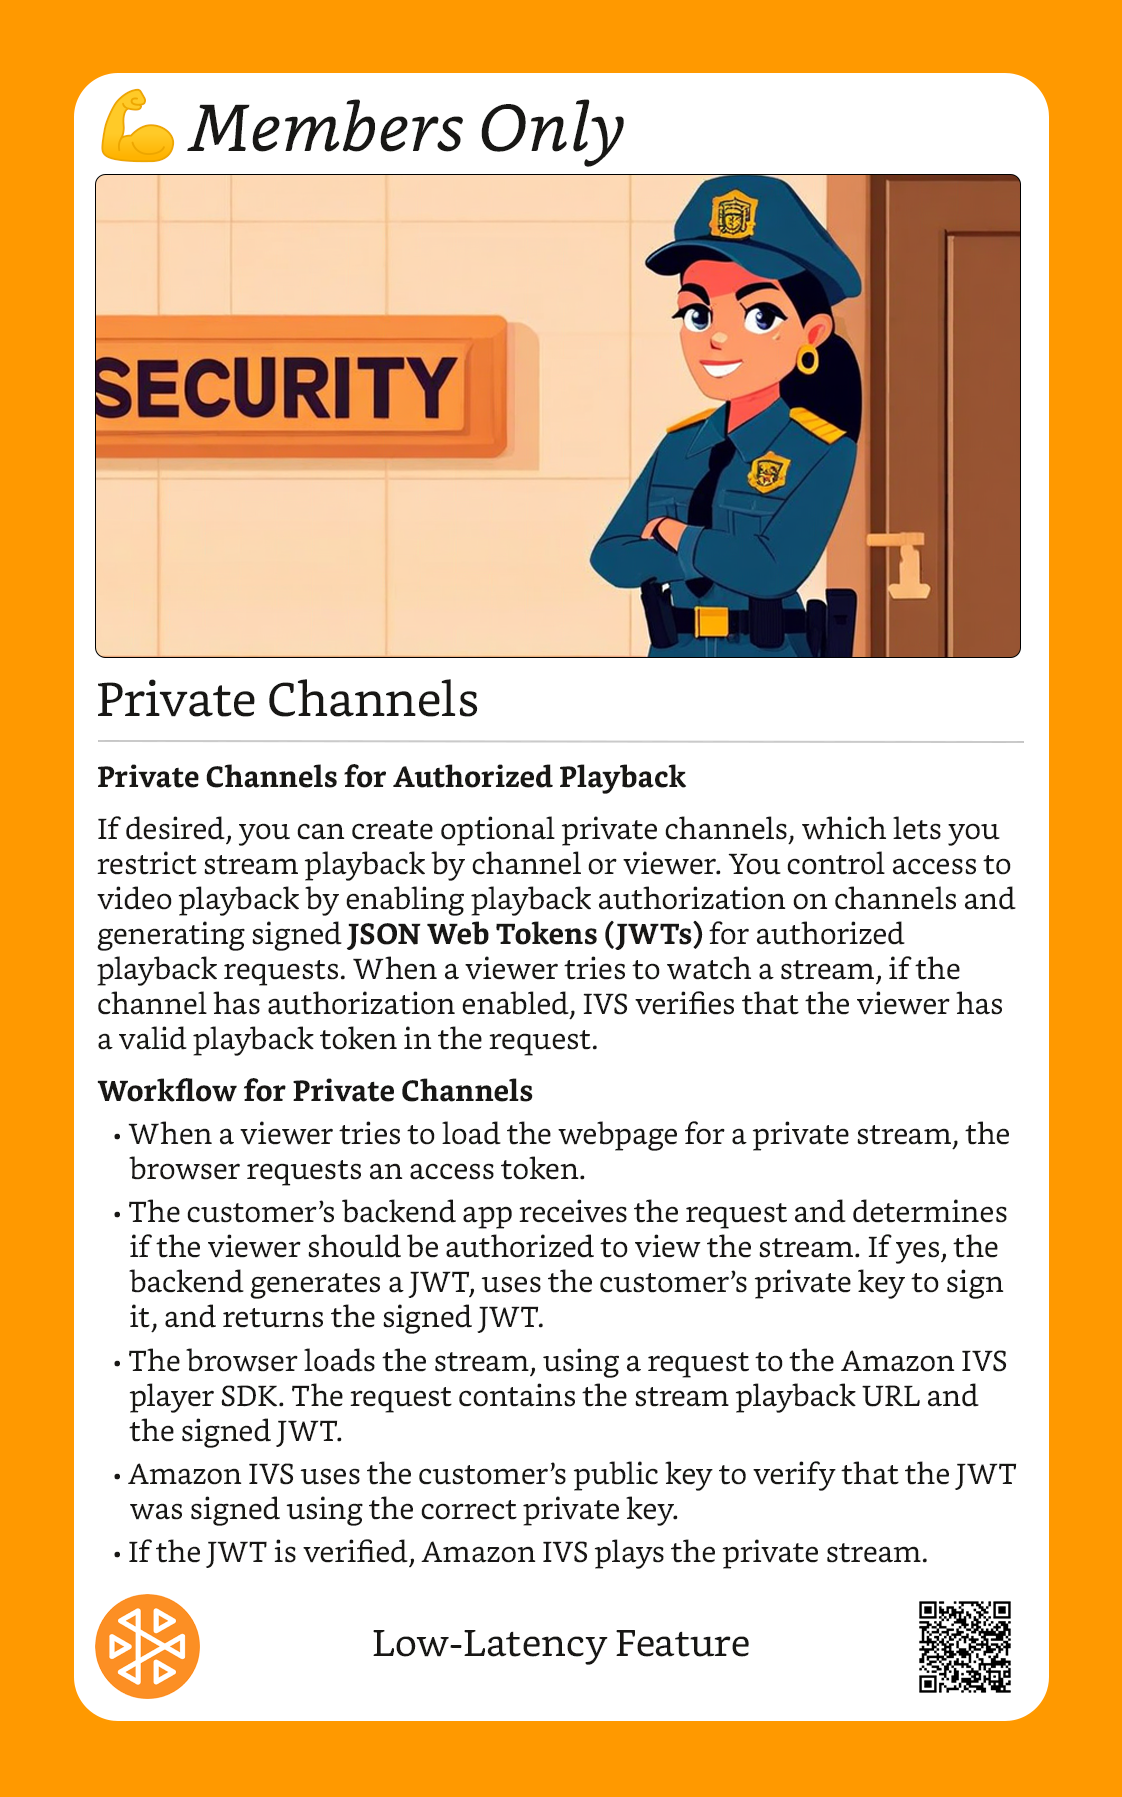 💪 Members Only
SECURITY
Private Channels
Private Channels for Authorized Playback
If desired, you can create optional private channels, which lets you
restrict stream playback by channel or viewer. You control access to
video playback by enabling playback authorization on channels and
generating signed JSON Web Tokens (JWTs) for authorized
playback requests. When a viewer tries to watch a stream, if the
channel has authorization enabled, IVS verifies that the viewer has
a valid playback token in the request.
Workflow for Private Channels
• When a viewer tries to load the webpage for a private stream, the
browser requests an access token.
• The customer’s backend app receives the request and determines
if the viewer should be authorized to view the stream. If yes, the
backend generates a JWT, uses the customer’s private key to sign
it, and returns the signed JWT.
• The browser loads the stream, using a request to the Amazon IVS
player SDK. The request contains the stream playback URL and
the signed JWT.
• Amazon IVS uses the customer’s public key to verify that the JWT
was signed using the correct private key.
• If the JWT is verified, Amazon IVS plays the private stream.
Low-Latency Feature